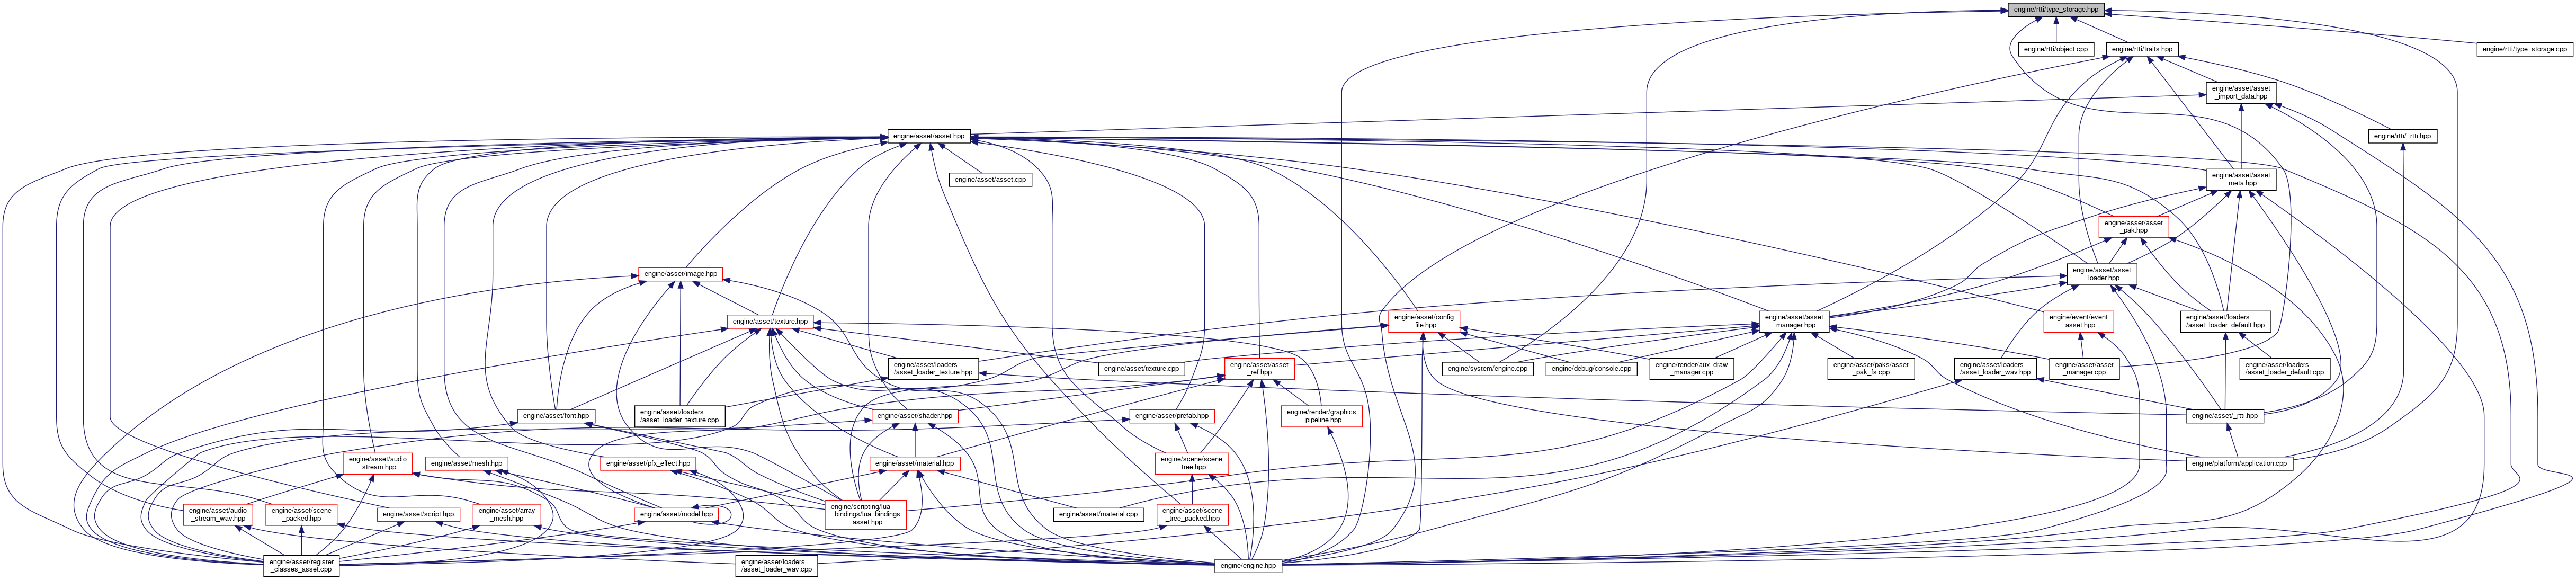 engine/rtti/type_storage.hpp
engine/rtti/object.cpp
engine/rtti/traits.hpp
engine/rtti/type_storage.cpp
engine/asset/asset
_import_data.hpp
engine/asset/asset.hpp
engine/rtti/_rtti.hpp
engine/asset/asset.cpp
engine/asset/asset
_meta.hpp
engine/asset/asset
_pak.hpp
engine/asset/image.hpp
engine/asset/asset
_loader.hpp
engine/asset/texture.hpp
engine/asset/config
_file.hpp
engine/asset/asset
_manager.hpp
engine/event/event
_asset.hpp
engine/asset/loaders
/asset_loader_default.hpp
engine/asset/loaders
/asset_loader_texture.hpp
engine/asset/texture.cpp
engine/asset/asset
_ref.hpp
engine/system/engine.cpp
engine/debug/console.cpp
engine/render/aux_draw
_manager.cpp
engine/asset/paks/asset
_pak_fs.cpp
engine/asset/loaders
/asset_loader_wav.hpp
engine/asset/asset
_manager.cpp
engine/asset/loaders
/asset_loader_default.cpp
engine/asset/font.hpp
engine/asset/loaders
/asset_loader_texture.cpp
engine/asset/shader.hpp
engine/asset/prefab.hpp
engine/render/graphics
_pipeline.hpp
engine/asset/_rtti.hpp
engine/asset/audio
_stream.hpp
engine/asset/mesh.hpp
engine/asset/pfx_effect.hpp
engine/asset/material.hpp
engine/scene/scene
_tree.hpp
engine/platform/application.cpp
engine/asset/audio
_stream_wav.hpp
engine/asset/scene
_packed.hpp
engine/asset/script.hpp
engine/asset/array
_mesh.hpp
engine/asset/model.hpp
engine/scripting/lua
_bindings/lua_bindings
_asset.hpp
engine/asset/material.cpp
engine/asset/scene
_tree_packed.hpp
engine/asset/register
_classes_asset.cpp
engine/asset/loaders
/asset_loader_wav.cpp
engine/engine.hpp